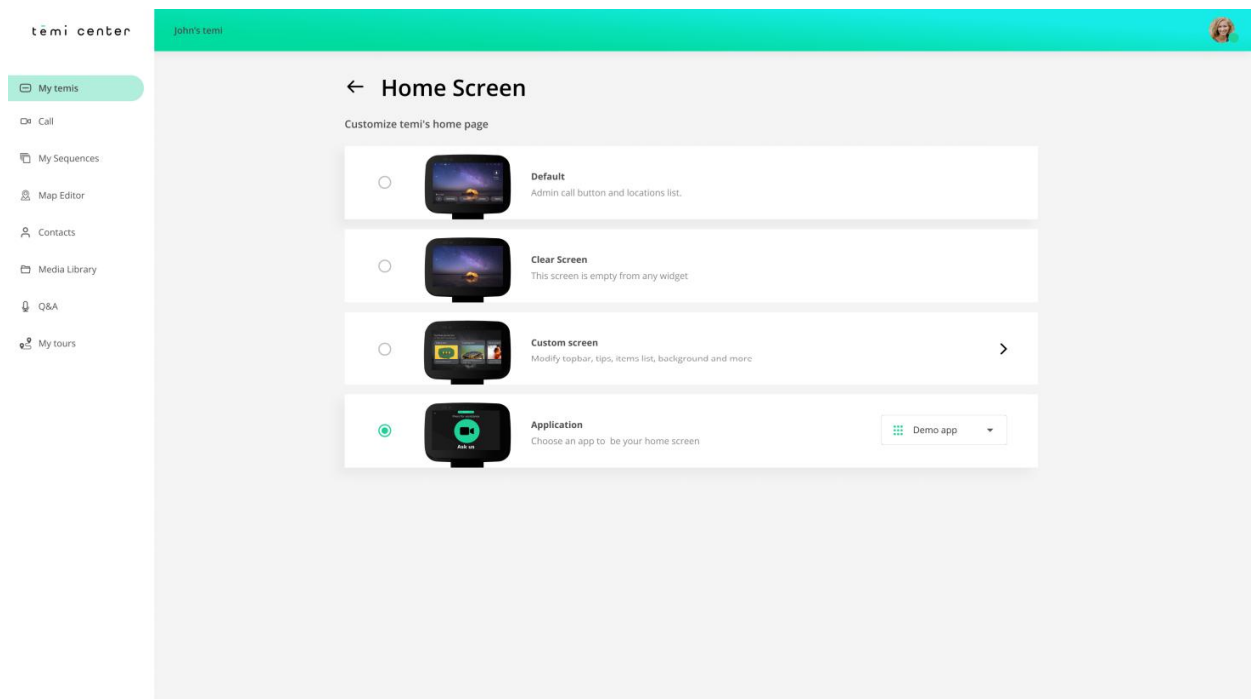 temi center
John's temi
My temis
Call
My Sequences
Map Editor
Contacts
Media Library
Q&A
My tours
← Home Screen
Customize temi's home page
Default
Admin call button and locations list.
Clear Screen
This screen is empty from any widget
Custom screen
Modify topbar, tips, items list, background and more
Application
Choose an app to be your home screen
Demo app
Ask us